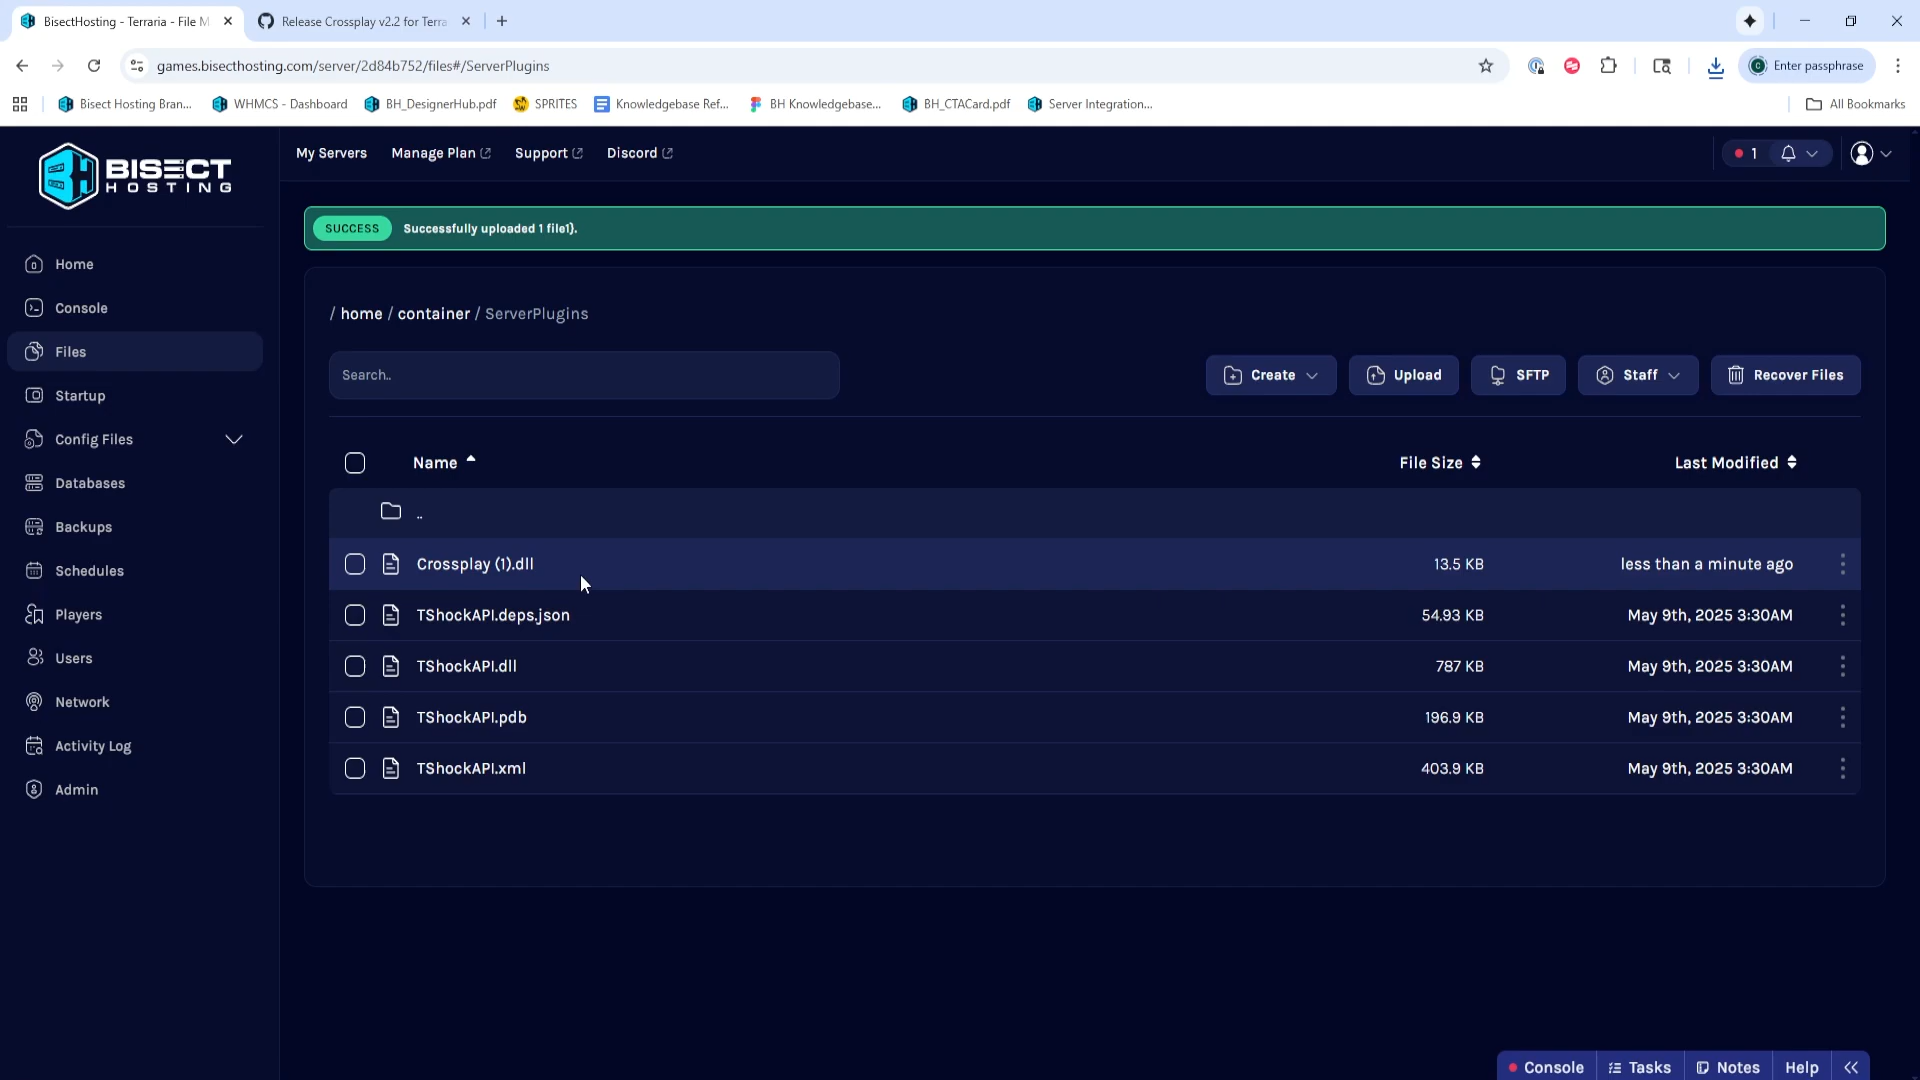 BisectHosting - Terraria - File M
Release Crossplay v2.2 for Terra
games.bisecthosting.com/server/2d84b752/files#/ServerPlugins
Enter passphrase
Bisect Hosting Bran...
WHMCS - Dashboard
BH_DesignerHub.pdf
SPRITES
Knowledgebase Ref...
BH Knowledgebase...
BH_CTACard.pdf
Server Integration...
All Bookmarks
BISECT
HOSTING
My Servers
Manage Plan
Support
Discord
1
SUCCESS
Successfully uploaded 1 file1}.
Home
Console
Files
Startup
Config Files
Databases
Backups
Schedules
Players
Users
Network
Activity Log
Admin
/ home / container / ServerPlugins
Search..
Create
Upload
SFTP
Staff
Recover Files
Name
File Size
Last Modified
..
Crossplay (1).dll
13.5 KB
less than a minute ago
TShockAPI.deps.json
54.93 KB
May 9th, 2025 3:30AM
TShockAPI.dll
787 KB
May 9th, 2025 3:30AM
TShockAPI.pdb
196.9 KB
May 9th, 2025 3:30AM
TShockAPI.xml
403.9 KB
May 9th, 2025 3:30AM
Console
Tasks
Notes
Help